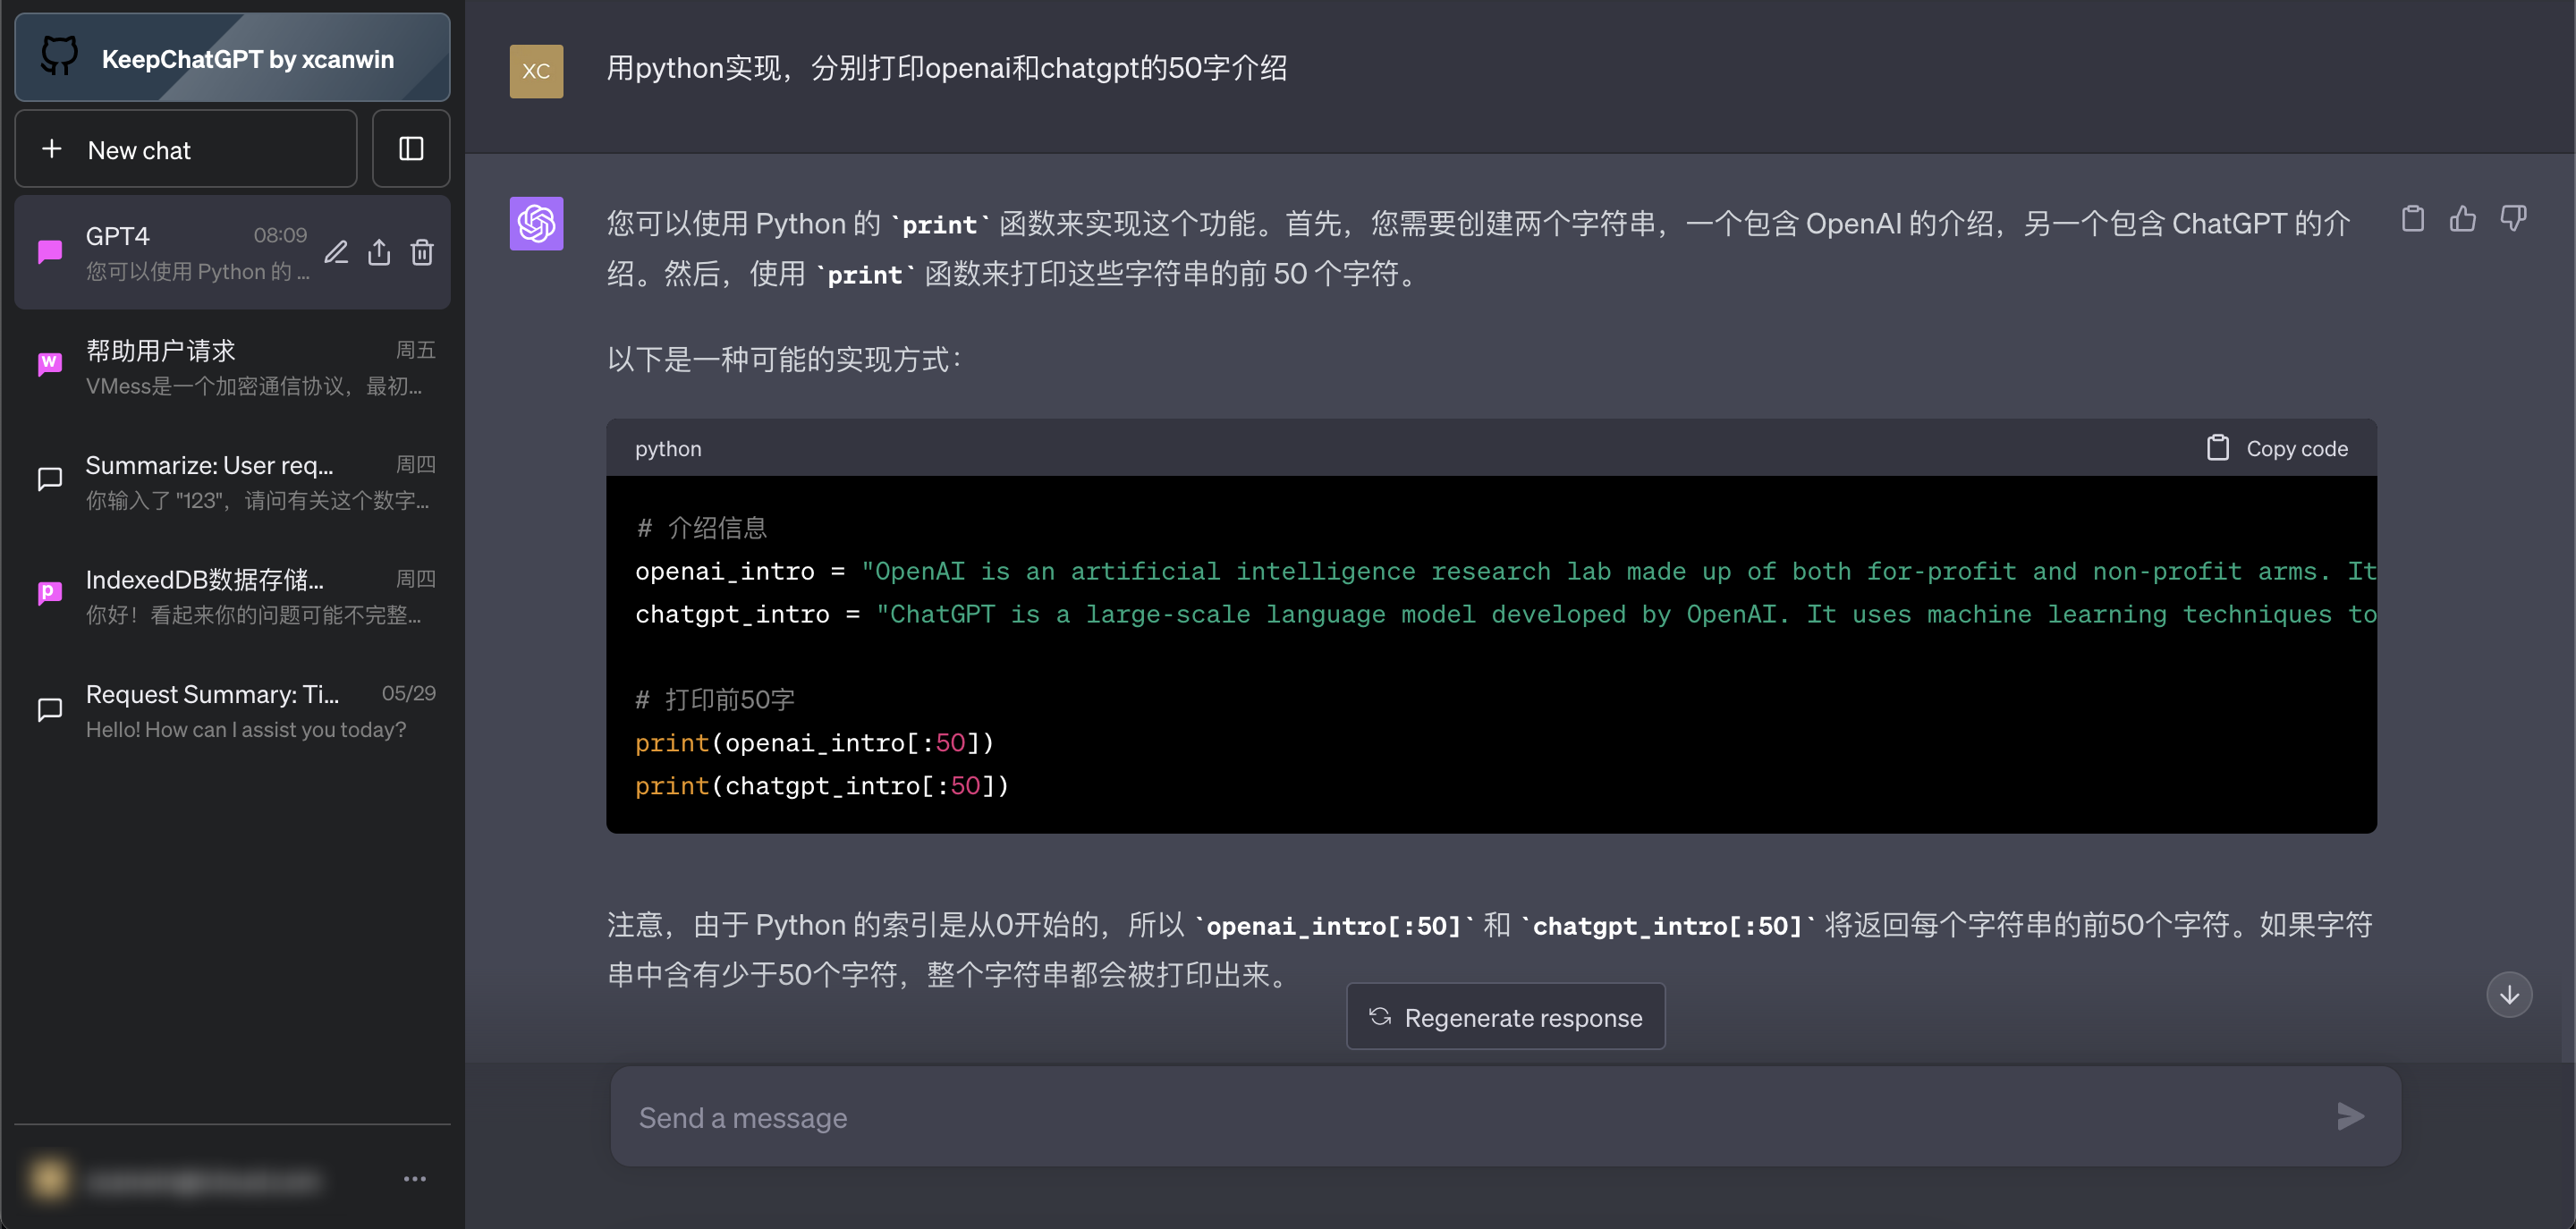 KeepChatGPT by xcanwin
New chat
GPT4 08:09
您可以使用 Python 的 ...
帮助用户请求 周五
VMess是一个加密通信协议，最初...
Summarize: User req... 周四
你输入了 "123"，请问有关这个数字...
IndexedDB数据存储... 周四
你好！看起来你的问题可能不完整...
Request Summary: Ti... 05/29
Hello! How can I assist you today?
XC
用python实现，分别打印openai和chatgpt的50字介绍
您可以使用 Python 的 `print` 函数来实现这个功能。首先，您需要创建两个字符串，一个包含 OpenAI 的介绍，另一个包含 ChatGPT 的介
绍。然后，使用 `print` 函数来打印这些字符串的前 50 个字符。
以下是一种可能的实现方式：
python Copy code
# 介绍信息
openai_intro = "OpenAI is an artificial intelligence research lab made up of both for-profit and non-profit arms. It
chatgpt_intro = "ChatGPT is a large-scale language model developed by OpenAI. It uses machine learning techniques to
# 打印前50字
print(openai_intro[:50])
print(chatgpt_intro[:50])
注意，由于 Python 的索引是从0开始的，所以 `openai_intro[:50]` 和 `chatgpt_intro[:50]` 将返回每个字符串的前50个字符。如果字符
串中含有少于50个字符，整个字符串都会被打印出来。
Regenerate response
Send a message